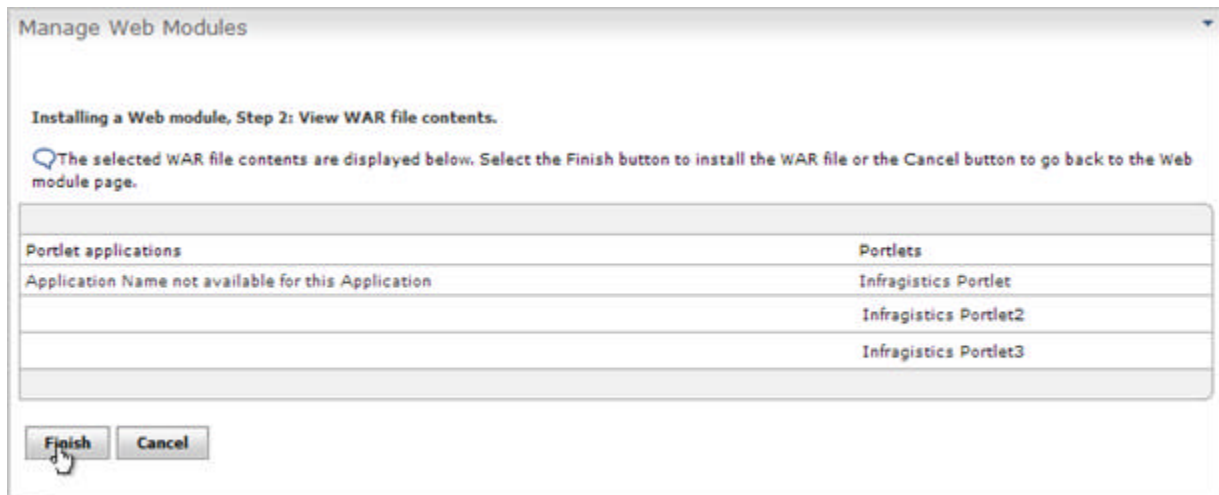 Manage Web Modules
Installing a Web module, Step 2: View WAR file contents.
The selected WAR file contents are displayed below. Select the Finish button to install the WAR file or the Cancel button to go back to the Web
module page.
Portlet applications Portlets
Application Name not available for this Application Infragistics Portlet
Infragistics Portlet2
Infragistics Portlet3
Finish Cancel